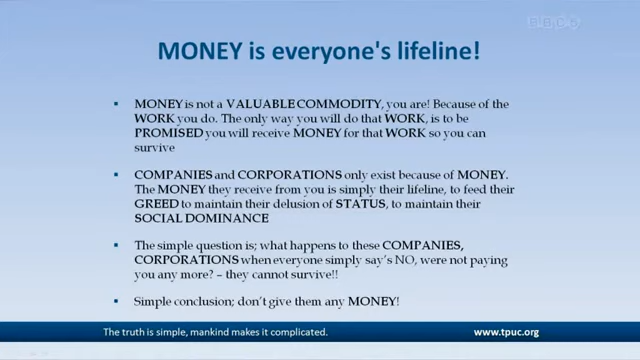 BBC 5
MONEY is everyone's lifeline!
▪ MONEY is not a VALUABLE COMMODITY, you are! Because of the
WORK you do. The only way you will do that WORK, is to be
PROMISED you will receive MONEY for that WORK so you can
survive
▪ COMPANIES and CORPORATIONS only exist because of MONEY.
The MONEY they receive from you is simply their lifeline, to feed their
GREED to maintain their delusion of STATUS, to maintain their
SOCIAL DOMINANCE
▪ The simple question is; what happens to these COMPANIES,
CORPORATIONS when everyone simply say's NO, were not paying
you any more? – they cannot survive!!
▪ Simple conclusion; don't give them any MONEY!
The truth is simple, mankind makes it complicated.
www.tpuc.org